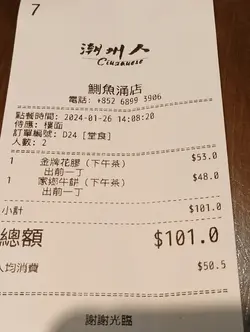 7
潮州人
Ciuzaunese
鰂魚涌店
電話: +852 6899 3906
點餐時間: 2024-01-26 14:08:20
侍應: 樓面
訂單編號: D24 [堂食]
人數: 2
1 金牌花膠 (下午茶) $53.0
出前一丁
1 家鄉牛餅 (下午茶) $48.0
出前一丁
小計 $101.0
總額 $101.0
人均消費 $50.5
謝謝光臨